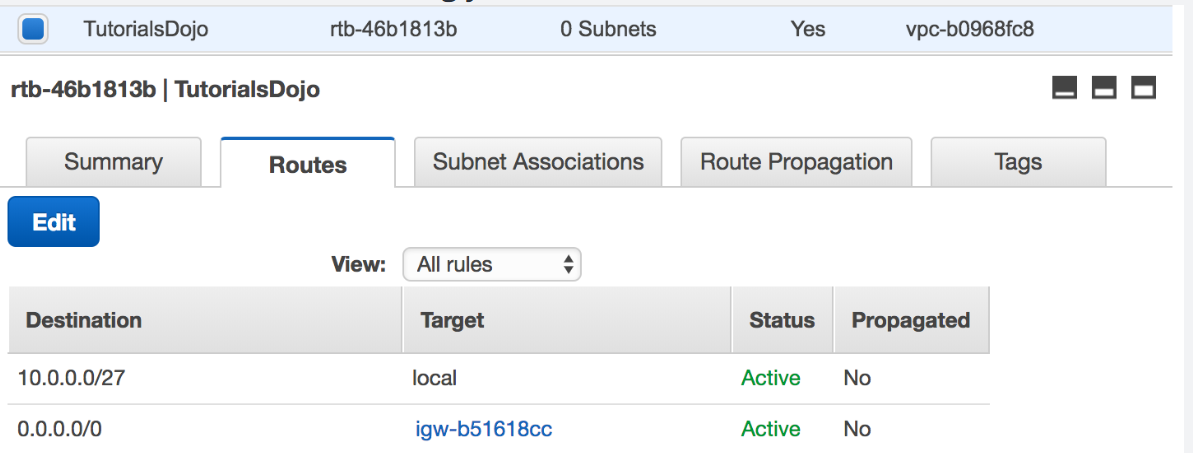 TutorialsDojo rtb-46b1813b 0 Subnets Yes vpc-b0968fc8
rtb-46b1813b | TutorialsDojo
Summary Routes Subnet Associations Route Propagation Tags
Edit
View: All rules
Destination Target Status Propagated
10.0.0.0/27 local Active No
0.0.0.0/0 igw-b51618cc Active No